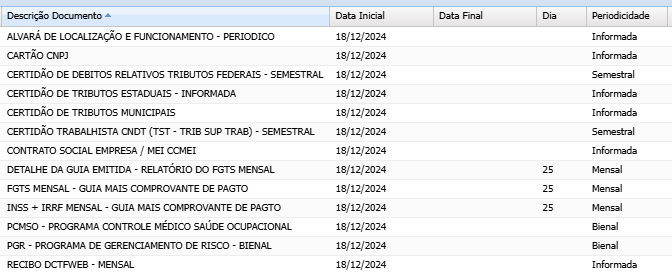 Descrição Documento Data Inicial Data Final Dia Periodicidade
ALVARÁ DE LOCALIZAÇÃO E FUNCIONAMENTO - PERIODICO 18/12/2024 Informada
CARTÃO CNPJ 18/12/2024 Informada
CERTIDÃO DE DEBITOS RELATIVOS TRIBUTOS FEDERAIS - SEMESTRAL 18/12/2024 Semestral
CERTIDÃO DE TRIBUTOS ESTADUAIS - INFORMADA 18/12/2024 Informada
CERTIDÃO DE TRIBUTOS MUNICIPAIS 18/12/2024 Informada
CERTIDÃO TRABALHISTA CNDT (TST - TRIB SUP TRAB) - SEMESTRAL 18/12/2024 Semestral
CONTRATO SOCIAL EMPRESA / MEI CCMEI 18/12/2024 Informada
DETALHE DA GUIA EMITIDA - RELATÓRIO DO FGTS MENSAL 18/12/2024 25 Mensal
FGTS MENSAL - GUIA MAIS COMPROVANTE DE PAGTO 18/12/2024 25 Mensal
INSS + IRRF MENSAL - GUIA MAIS COMPROVANTE DE PAGTO 18/12/2024 25 Mensal
PCMSO - PROGRAMA CONTROLE MÉDICO SAÚDE OCUPACIONAL 18/12/2024 Bienal
PGR - PROGRAMA DE GERENCIAMENTO DE RISCO - BIENAL 18/12/2024 Bienal
RECIBO DCTFWEB - MENSAL 18/12/2024 Informada